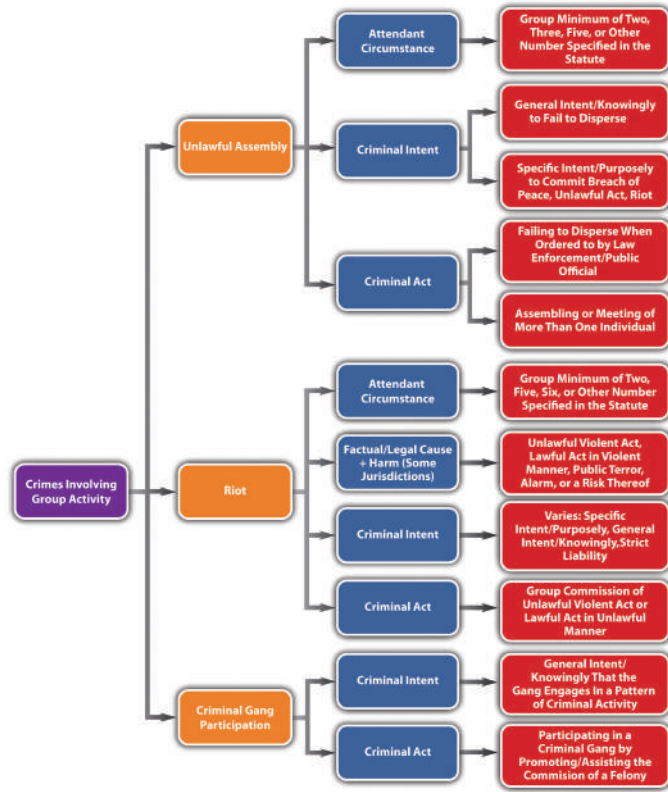 Crimes Involving
Group Activity
Unlawful Assembly
Attendant
Circumstance
Group Minimum of Two,
Three, Five, or Other
Number Specified in the
Statute
Criminal Intent
General Intent/Knowingly
to Fail to Disperse
Specific Intent/Purposely
to Commit Breach of
Peace, Unlawful Act, Riot
Criminal Act
Failing to Disperse When
Ordered to by Law
Enforcement/Public
Official
Assembling or Meeting of
More Than One Individual
Riot
Attendant
Circumstance
Group Minimum of Two,
Five, Six, or Other Number
Specified in the Statute
Factual/Legal Cause
+ Harm (Some
Jurisdictions)
Unlawful Violent Act,
Lawful Act in Violent
Manner, Public Terror,
Alarm, or a Risk Thereof
Criminal Intent
Varies: Specific
Intent/Purposely, General
Intent/Knowingly,Strict
Liability
Criminal Act
Group Commission of
Unlawful Violent Act or
Lawful Act in Unlawful
Manner
Criminal Gang
Participation
Criminal Intent
General Intent/
Knowingly That the
Gang Engages In a Pattern
of Criminal Activity
Criminal Act
Participating in a
Criminal Gang by
Promoting/Assisting the
Commision of a Felony